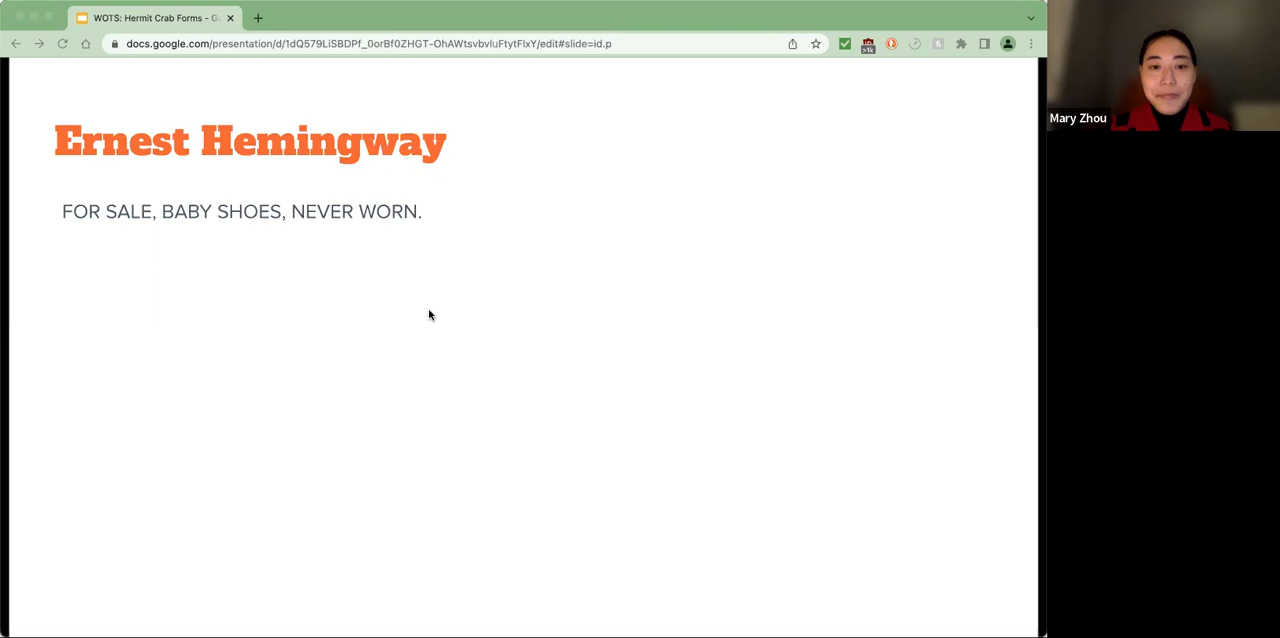 WOTS: Hermit Crab Forms - G
docs.google.com/presentation/d/1dQ579LiSBDPf_0orBf0ZHGT-OhAWtsvbvluFtytFlxY/edit#slide=id.p
>1k
Mary Zhou
Ernest Hemingway
FOR SALE, BABY SHOES, NEVER WORN.